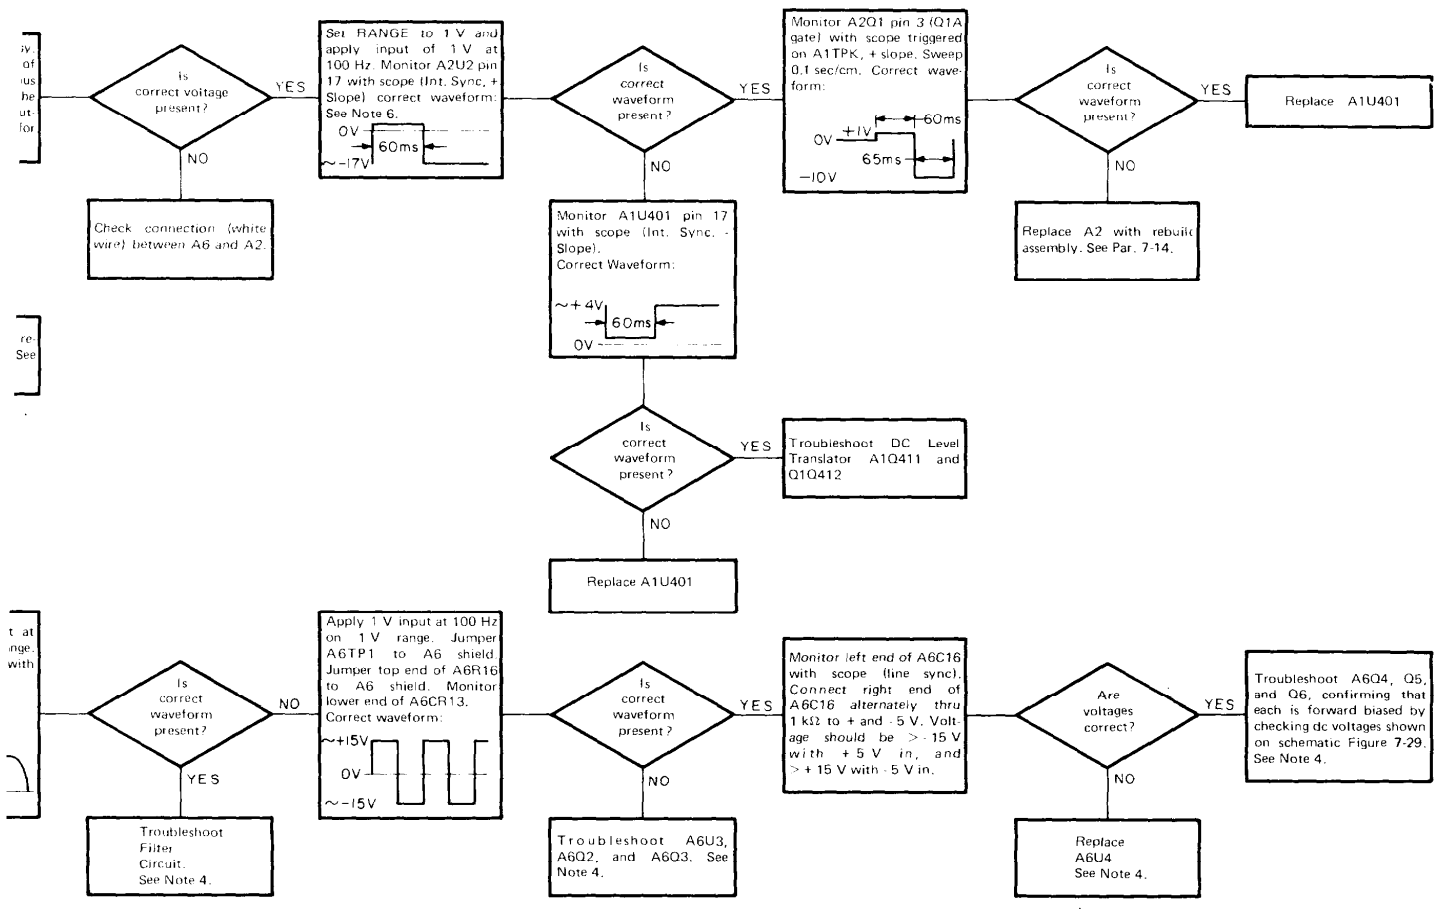 of
us
he
ut-
for
Is
correct voltage
present?
YES
NO
Check connection (white
wire) between A6 and A2.
Set RANGE to 1 V and
apply input of 1 V at
100 Hz. Monitor A2U2 pin
17 with scope (Int. Sync, +
Slope) correct waveform:
See Note 6.
0V
60ms
~-17V
Is
correct
waveform
present?
YES
NO
Monitor A2Q1 pin 3 (Q1A
gate) with scope triggered
on A1TPK, + slope. Sweep
0.1 sec/cm. Correct wave-
form:
60ms
+1V
0V
65ms
-10V
Is
correct
waveform
present?
YES
NO
Replace A1U401
Replace A2 with rebuilt
assembly. See Par. 7-14.
Monitor A1U401 pin 17
with scope (Int. Sync. -
Slope).
Correct Waveform:
~+4V
60ms
0V
re-
See
Is
correct
waveform
present?
YES
NO
Troubleshoot DC Level
Translator A1Q411 and
Q1Q412
Replace A1U401
t at
nge.
with
Is
correct
waveform
present?
NO
YES
Troubleshoot
Filter
Circuit.
See Note 4.
Apply 1 V input at 100 Hz
on 1 V range. Jumper
A6TP1 to A6 shield.
Jumper top end of A6R16
to A6 shield. Monitor
lower end of A6CR13.
Correct waveform:
~+15V
0V
~-15V
Is
correct
waveform
present?
YES
NO
Troubleshoot A6U3,
A6Q2, and A6Q3. See
Note 4.
Monitor left end of A6C16
with scope (line sync).
Connect right end of
A6C16 alternately thru
1 kΩ to + and - 5 V. Volt-
age should be > - 15 V
with + 5 V in, and
> + 15 V with - 5 V in.
Are
voltages
correct?
YES
NO
Troubleshoot A6Q4, Q5,
and Q6, confirming that
each is forward biased by
checking dc voltages shown
on schematic Figure 7-29.
See Note 4.
Replace
A6U4
See Note 4.